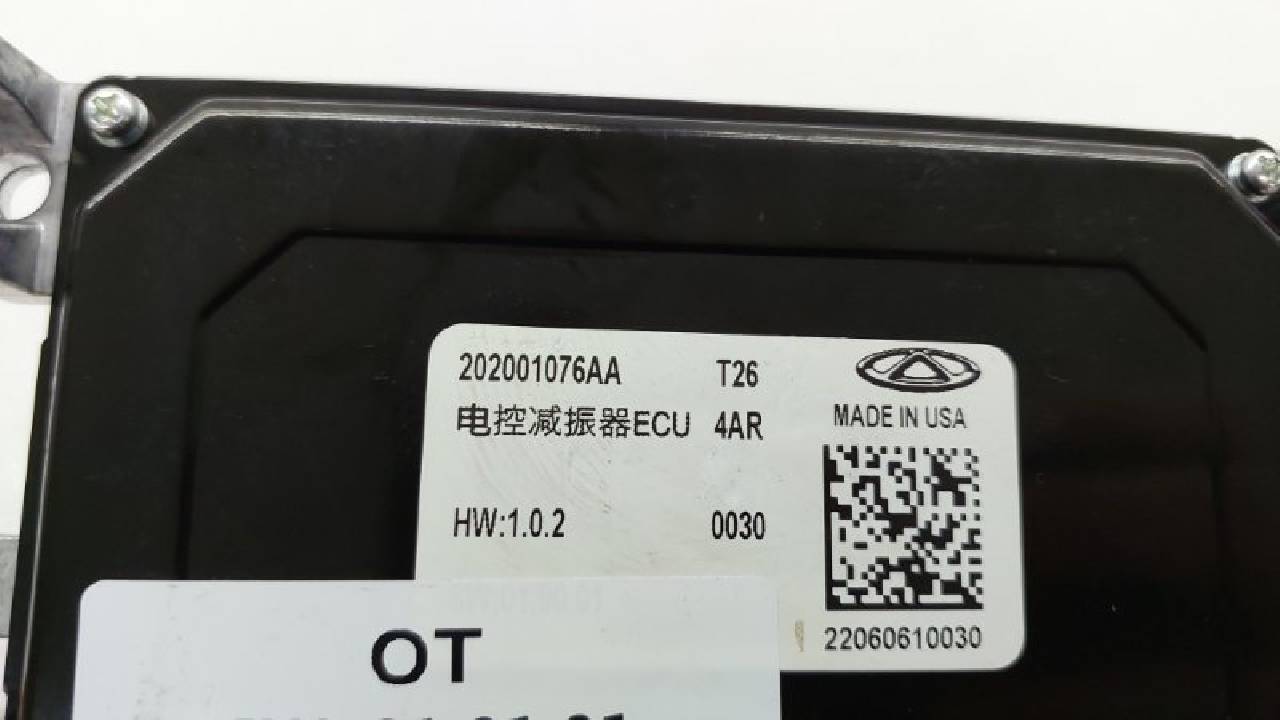 202001076AA T26
电控减振器ECU 4AR
MADE IN USA
HW:1.0.2 0030
22060610030
OT